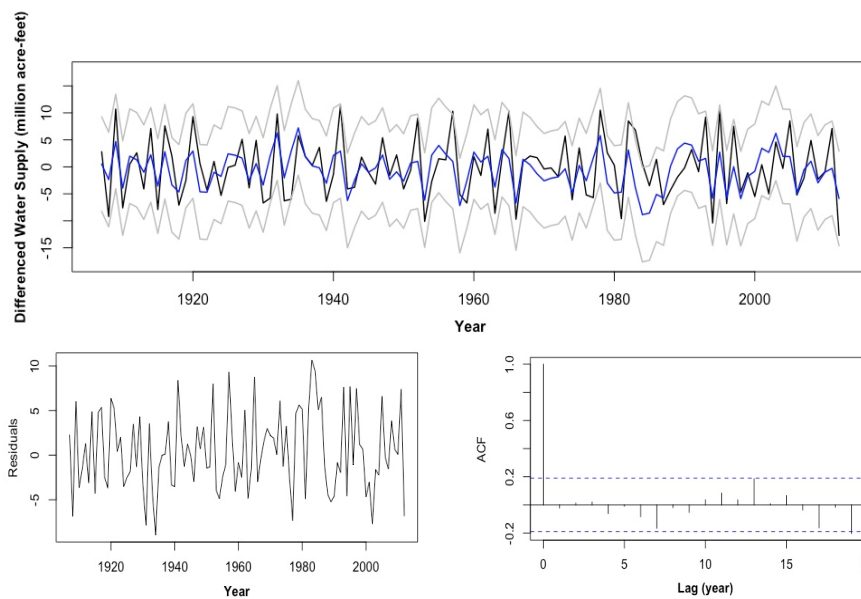 Differenced Water Supply (million acre-feet)
10
5
0
-5
-15
1920 1940 1960 1980 2000
Year
Residuals
10
5
0
-5
1920 1940 1960 1980 2000
Year
ACF
1.0
0.6
0.2
-0.2
0 5 10 15
Lag (year)